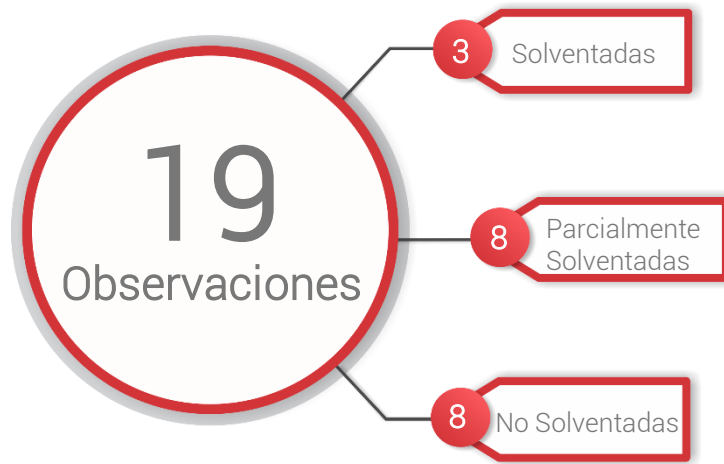 19
Observaciones
3
Solventadas
8
Parcialmente
Solventadas
8
No Solventadas